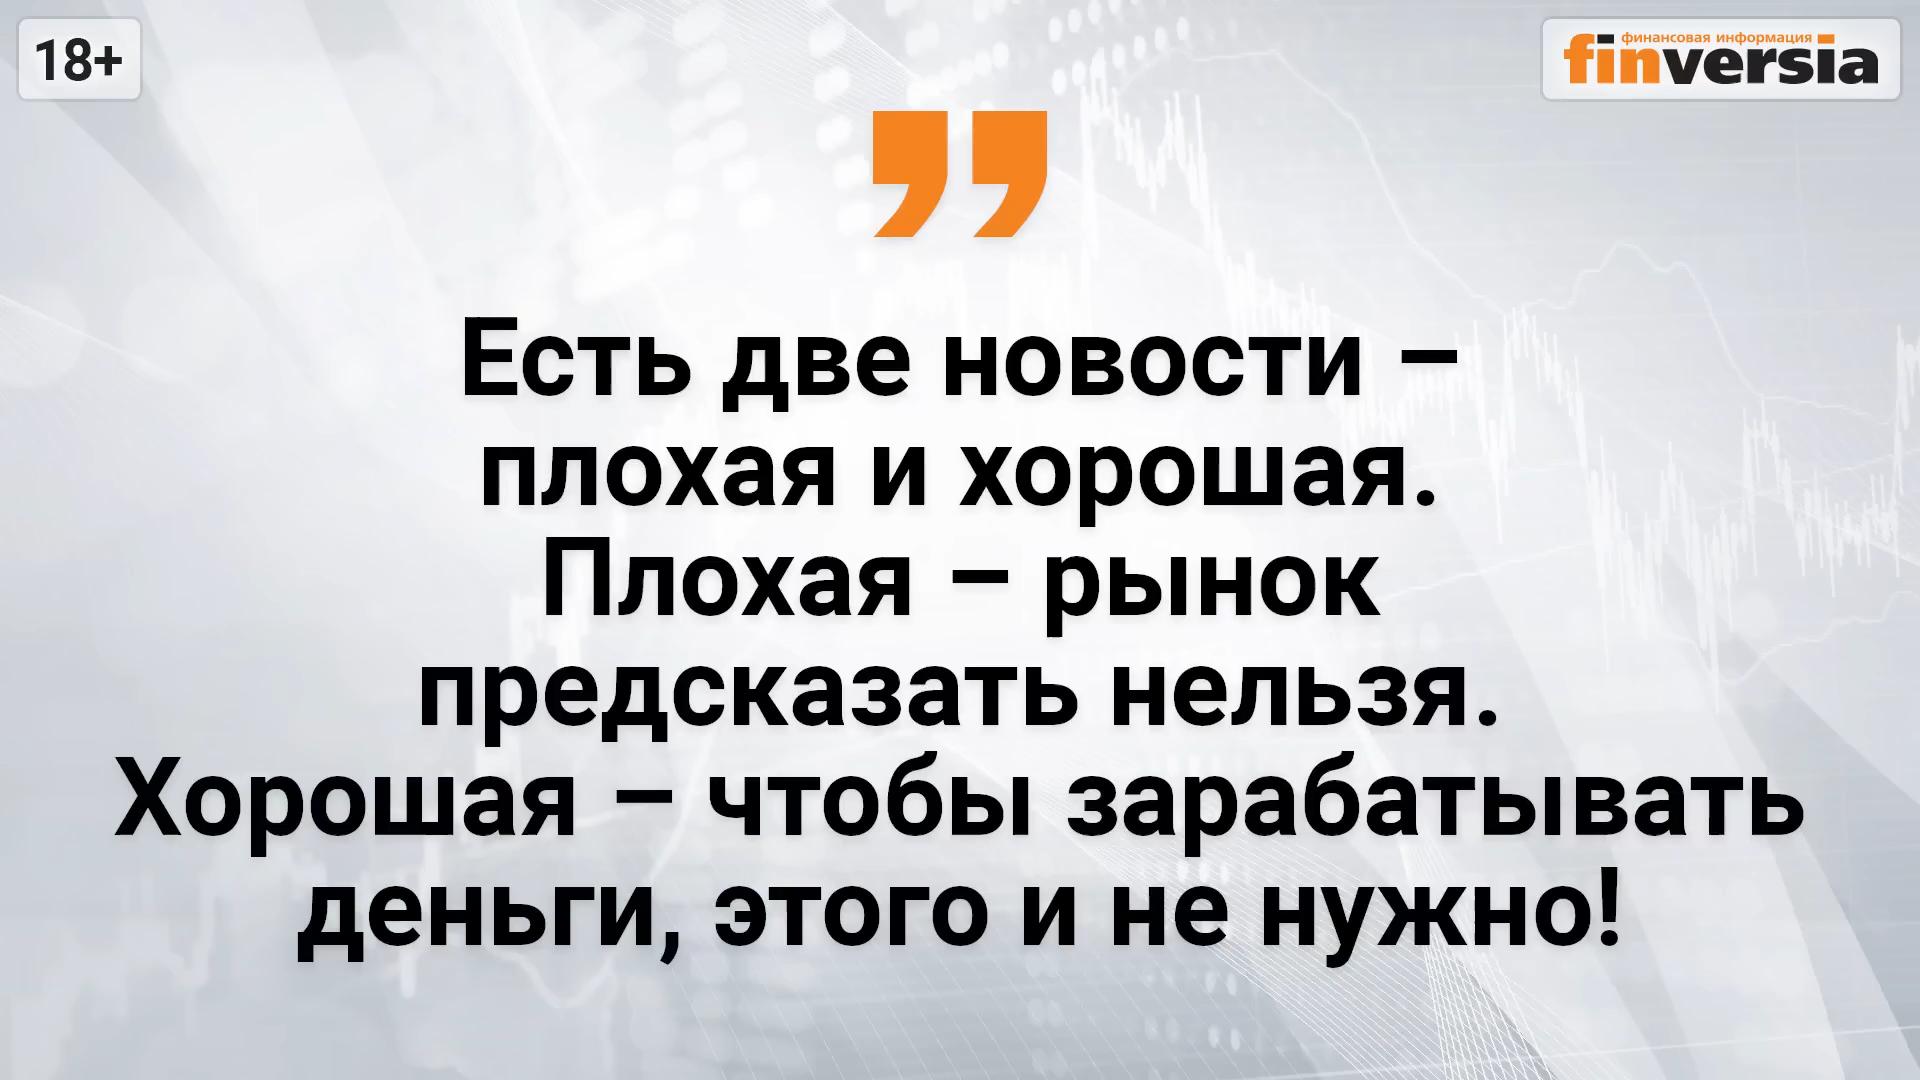 18+
финансовая информация
finversia
Есть две новости –
плохая и хорошая.
Плохая – рынок
предсказать нельзя.
Хорошая – чтобы зарабатывать
деньги, этого и не нужно!